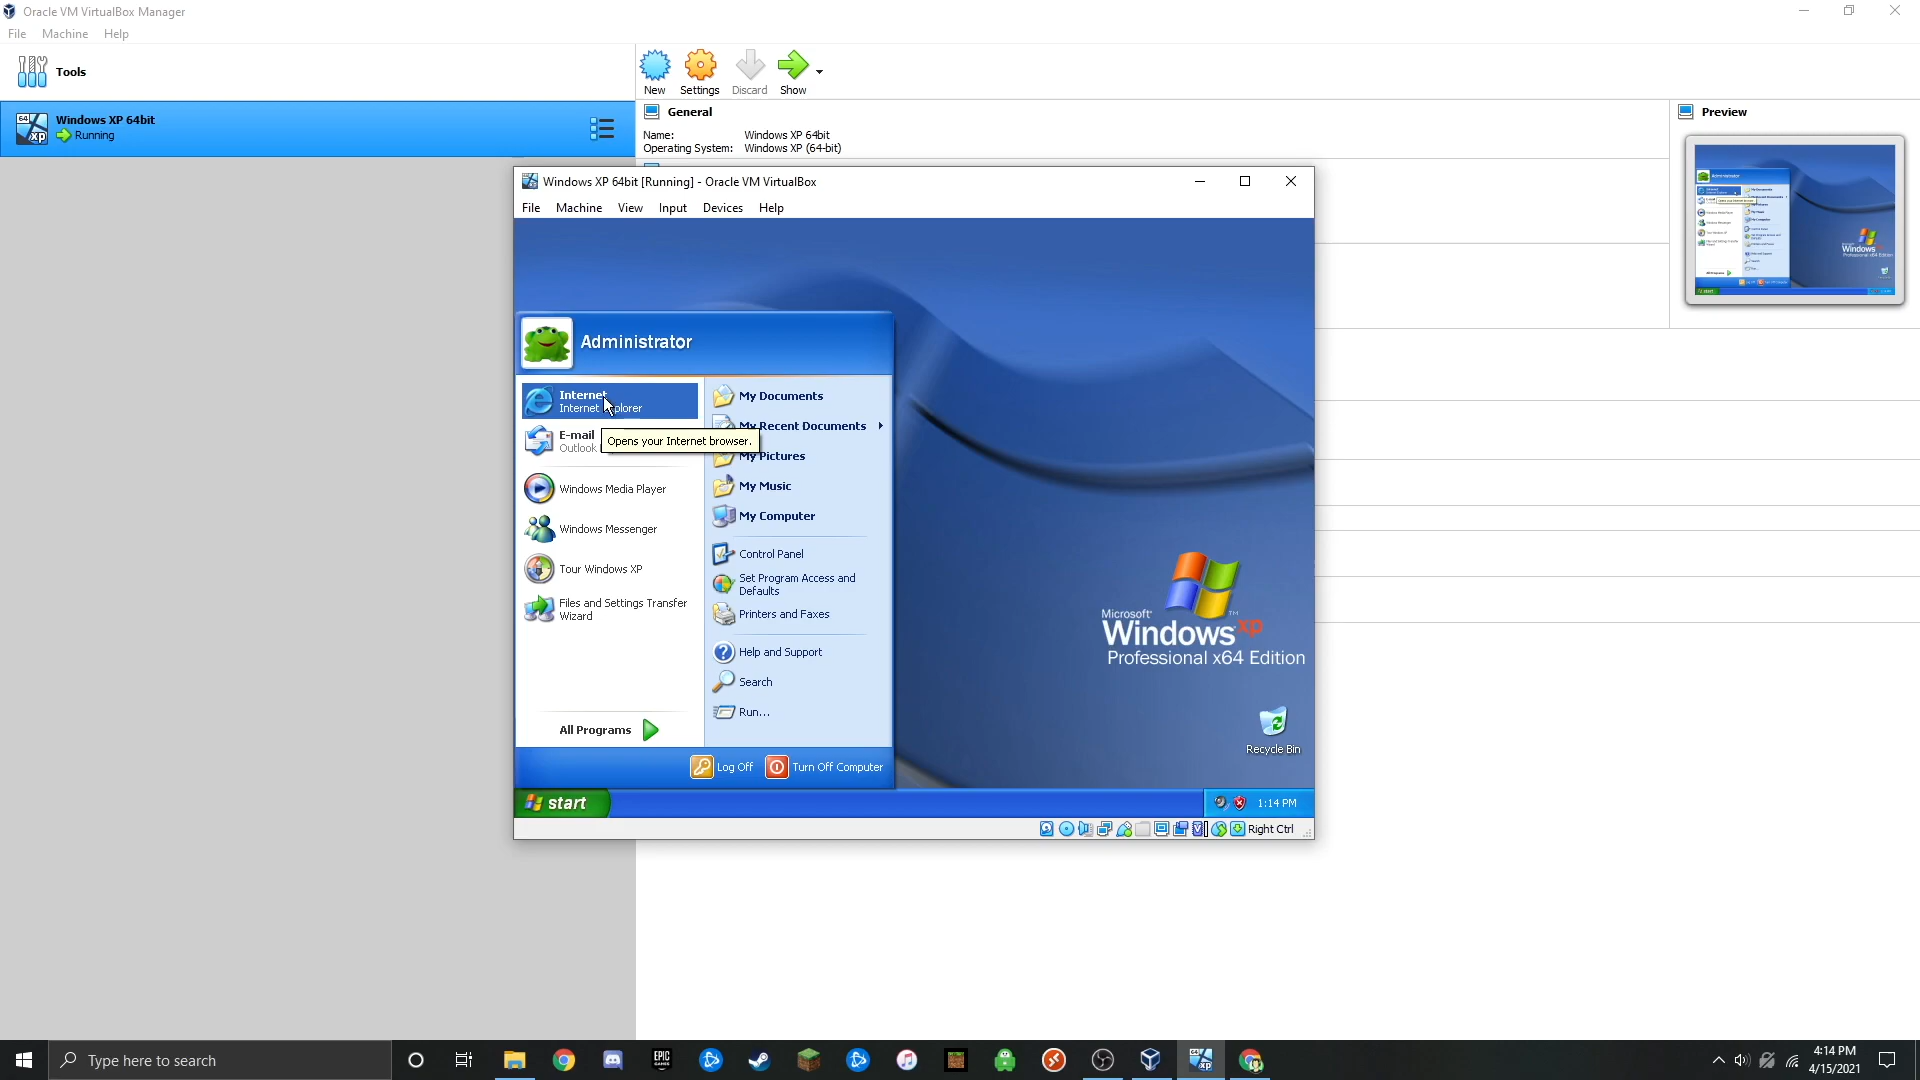 Oracle VM VirtualBox Manager
File Machine Help
Tools
New Settings Discard Show
Windows XP 64bit
Running
General
Name: Windows XP 64bit
Operating System: Windows XP (64-bit)
Preview
Windows XP 64bit [Running] - Oracle VM VirtualBox
File Machine View Input Devices Help
Administrator
Internet
Internet
E-mail
Outlook
Opens your Internet browser.
Windows Media Player
Windows Messenger
Tour Windows XP
Files and Settings Transfer
Wizard
All Programs
My Documents
My Recent Documents
My Pictures
My Music
My Computer
Control Panel
Set Program Access and
Defaults
Printers and Faxes
Help and Support
Search
Run...
Log Off Turn Off Computer
Microsoft
Windows xp
TM
Professional x64 Edition
Recycle Bin
start
1:14 PM
Right Ctrl
Type here to search
EPIC
GAMES
4:14 PM
4/15/2021